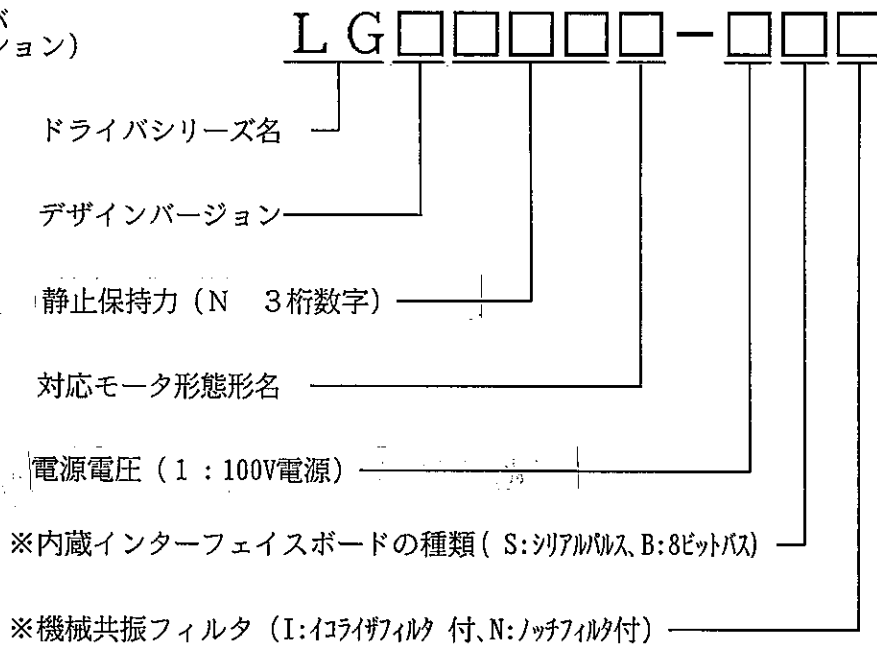 バ
ション)
LG□□□□□-□□□
ドライバシリーズ名
デザインバージョン
静止保持力（N　3桁数字）
対応モータ形態形名
電源電圧（1：100V電源）
※内蔵インターフェイスボードの種類( S:シリアルパルス、B:8ビットバス)
※機械共振フィルタ（I:イコライザフィルタ 付、N:ノッチフィルタ付）